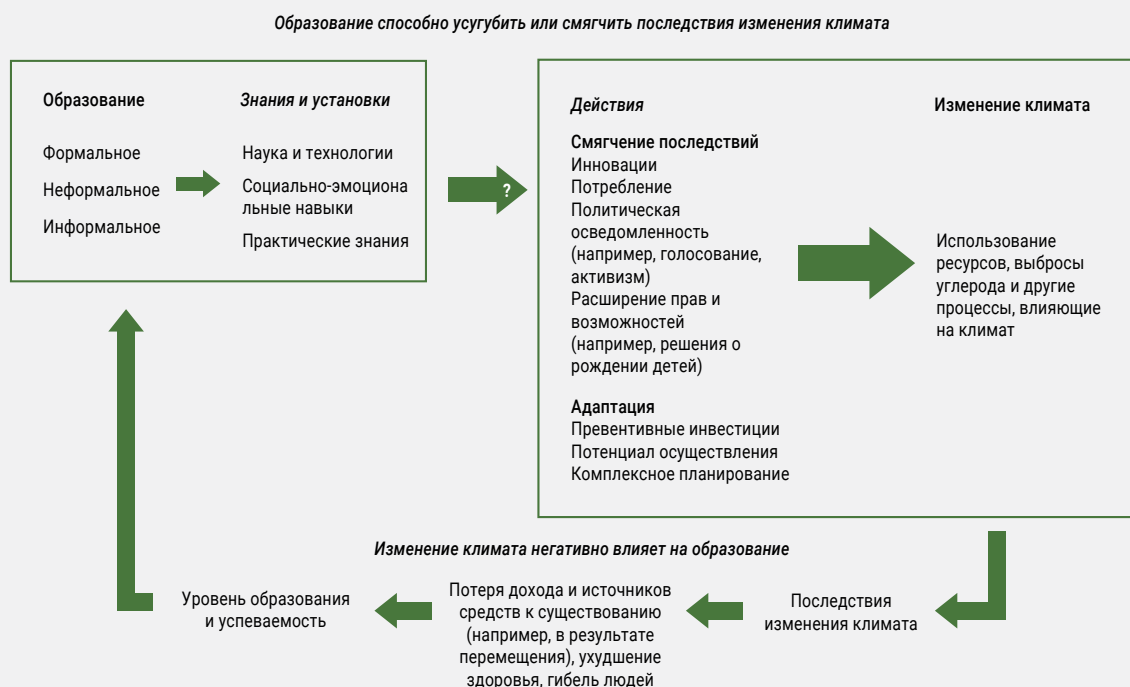 Образование способно усугубить или смягчить последствия изменения климата
Образование
Формальное
Неформальное
Информальное
Знания и установки
Наука и технологии
Социально-эмоциона
льные навыки
Практические знания
?
Действия
Смягчение последствий
Инновации
Потребление
Политическая
осведомленность
(например, голосование,
активизм)
Расширение прав и
возможностей
(например, решения о
рождении детей)
Адаптация
Превентивные инвестиции
Потенциал осуществления
Комплексное планирование
Изменение климата
Использование
ресурсов, выбросы
углерода и другие
процессы, влияющие
на климат
Изменение климата негативно влияет на образование
Последствия
изменения климата
Потеря дохода и источников
средств к существованию
(например, в результате
перемещения), ухудшение
здоровья, гибель людей
Уровень образования
и успеваемость